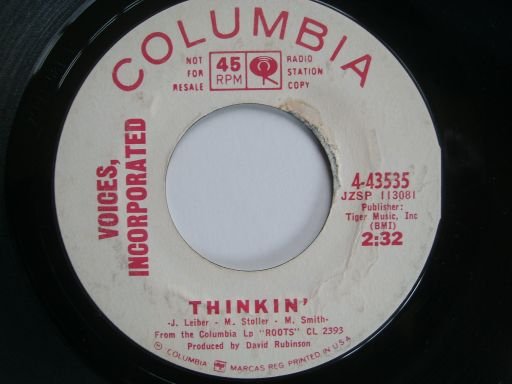 COLUMBIA
NOT FOR RESALE
45 RPM
RADIO STATION COPY
VOICES, INCORPORATED
4-43535
JZSP 113081
Publisher:
Tiger Music, Inc
(BMI)
2:32
THINKIN'
-J. Leiber - M. Stoller - M. Smith-
From the Columbia Lp "ROOTS" CL 2393
Produced by David Rubinson
© COLUMBIA MARCAS REG. PRINTED IN U.S.A.